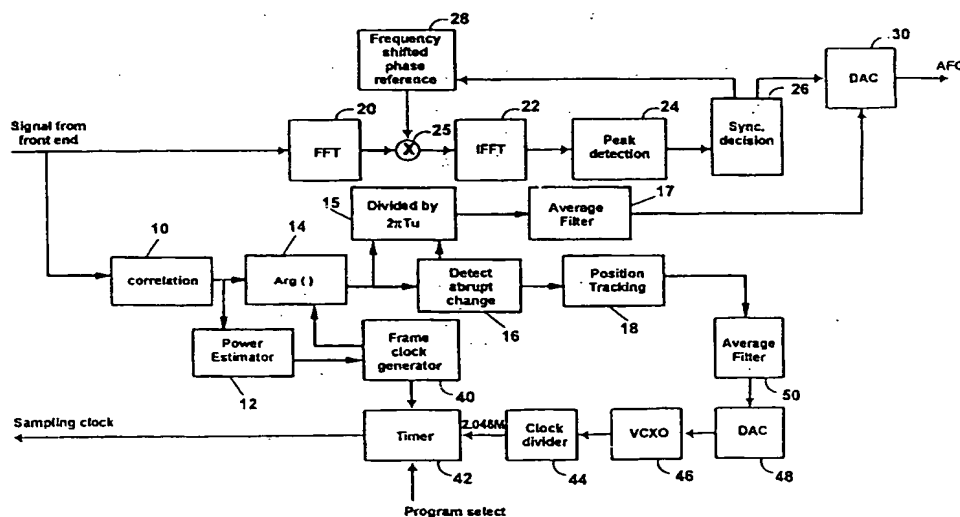 28
Frequency
shifted
phase
reference
30
DAC
AFC
20
FFT
25
X
22
IFFT
24
Peak
detection
26
Sync.
decision
Signal from
front end
15
Divided by
2πTu
17
Average
Filter
10
correlation
14
Arg ( )
Detect
abrupt
change
16
Position
Tracking
18
Power
Estimator
12
Frame
clock
generator
40
Average
Filter
50
Sampling clock
Timer
42
2.048M
Clock
divider
44
VCXO
46
DAC
48
Program select